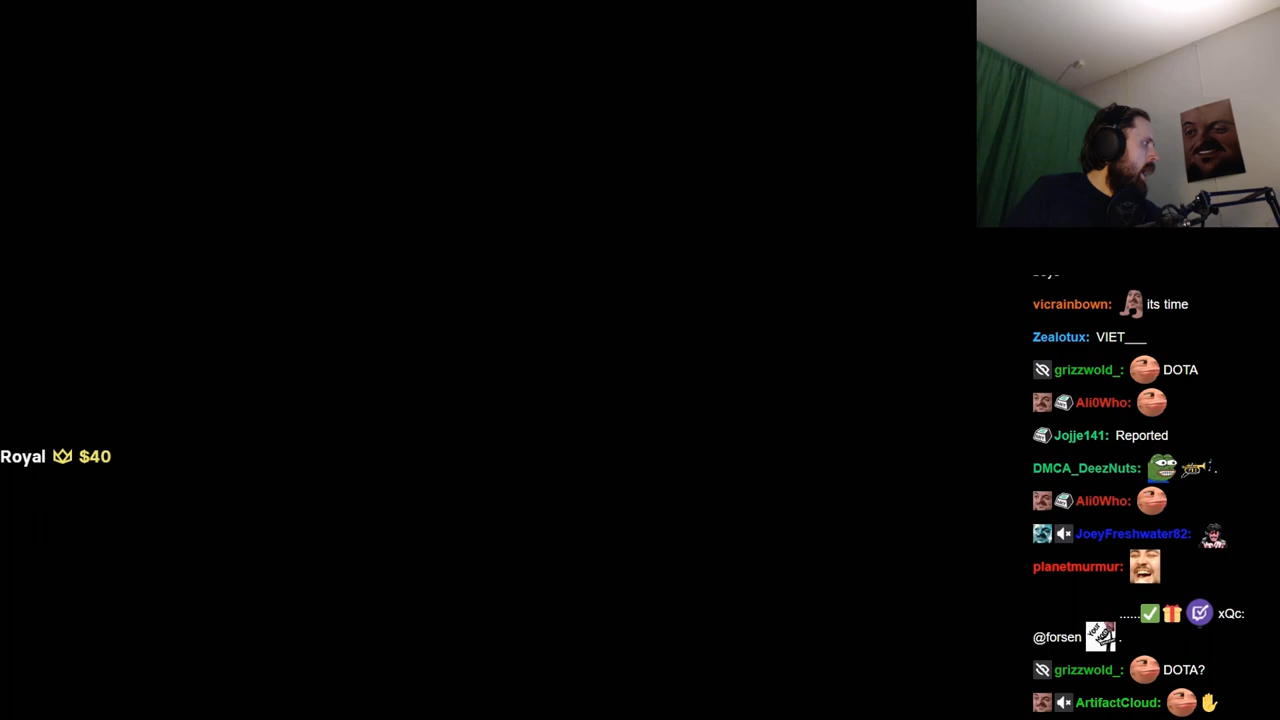 vicrainbown: its time
Zealotux: VIET___
grizzwold_: DOTA
Ali0Who:
Jojje141: Reported
Royal $40
DMCA_DeezNuts: .
Ali0Who:
JoeyFreshwater82:
planetmurmur:
......✅🎁 xQc:
@forsen .
grizzwold_: DOTA?
ArtifactCloud: ✋